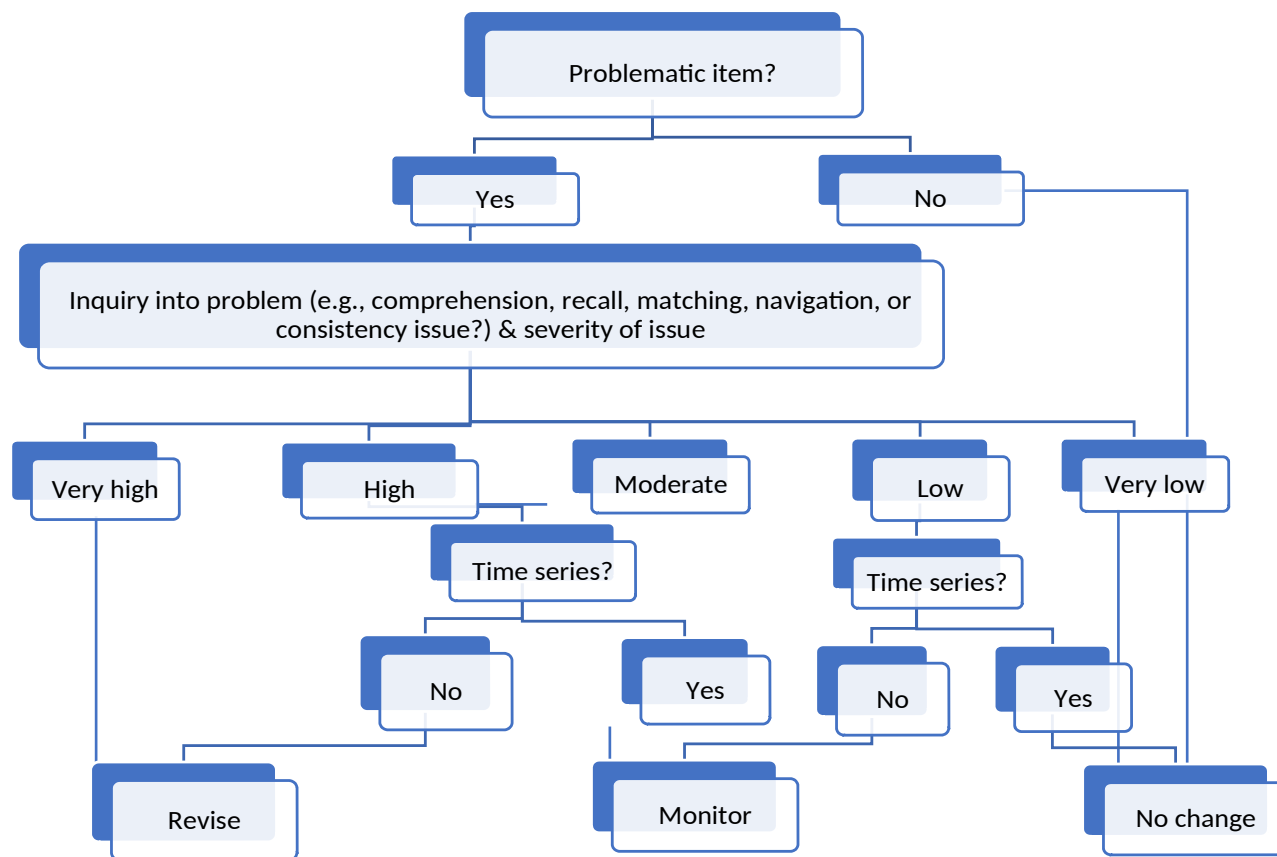 Problematic item?
Yes
No
Inquiry into problem (e.g., comprehension, recall, matching, navigation, or
consistency issue?) & severity of issue
Very high
High
Moderate
Low
Very low
Time series?
Time series?
No
Yes
No
Yes
Revise
Monitor
No change